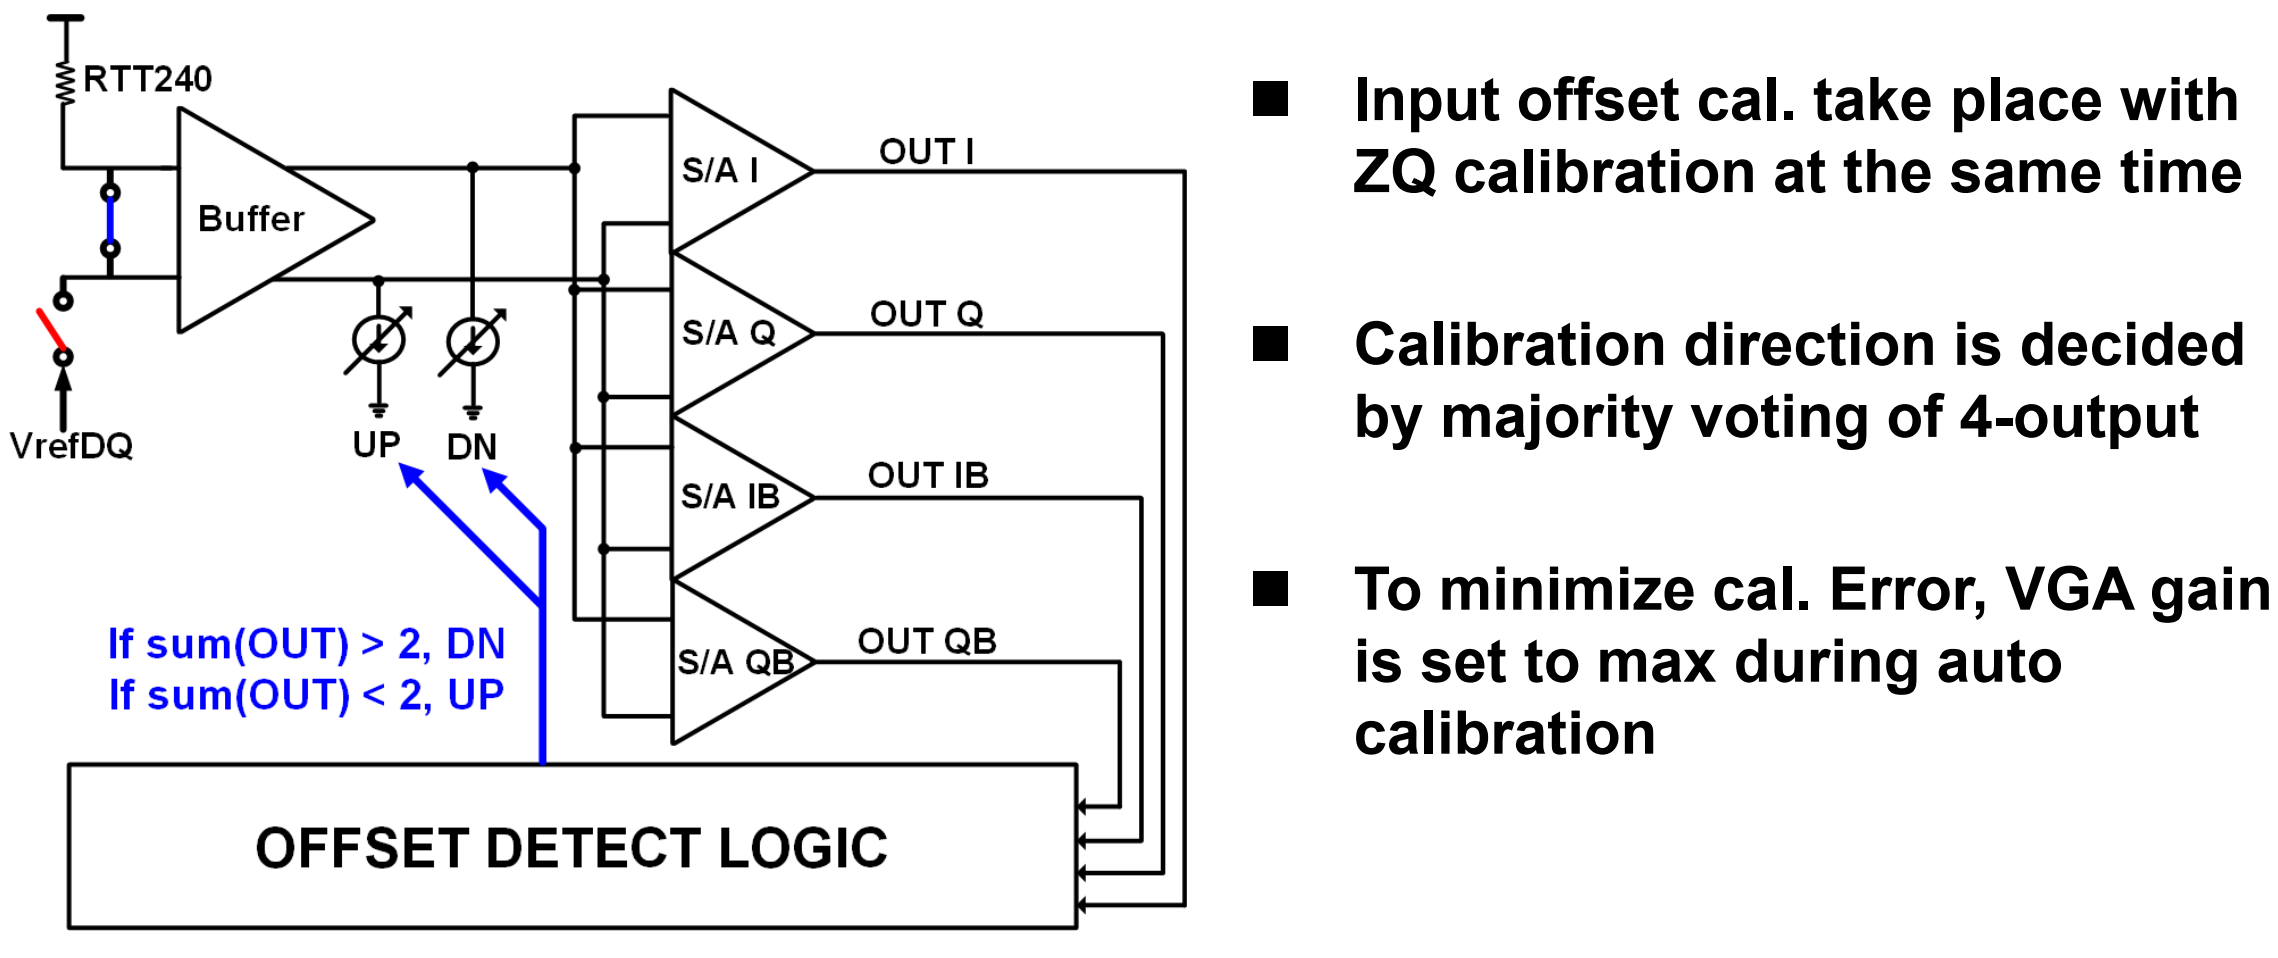 RTT240
Buffer
VrefDQ
UP
DN
S/A I
S/A Q
S/A IB
S/A QB
OUT I
OUT Q
OUT IB
OUT QB
If sum(OUT) > 2, DN
If sum(OUT) < 2, UP
OFFSET DETECT LOGIC
■ Input offset cal. take place with
ZQ calibration at the same time
■ Calibration direction is decided
by majority voting of 4-output
■ To minimize cal. Error, VGA gain
is set to max during auto
calibration